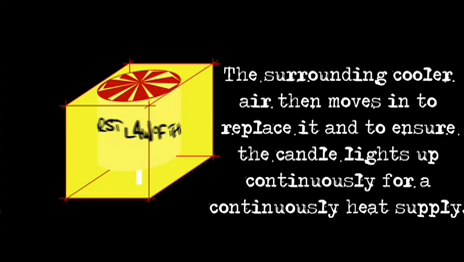 The surrounding cooler
air then moves in to
replace it and to ensure
the candle lights up
continuously for a
continuously heat supply.